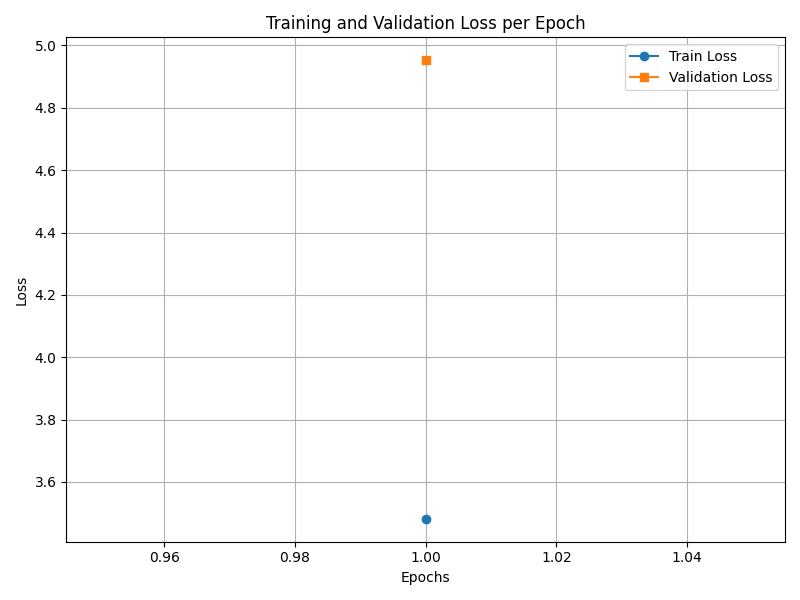 Training and Validation Loss per Epoch
Train Loss
Validation Loss
5.0
4.8
4.6
4.4
4.2
4.0
3.8
3.6
Loss
0.96
0.98
1.00
1.02
1.04
Epochs